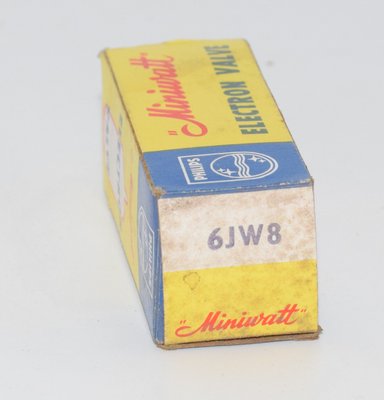 "Miniwatt"
ELECTRON VALVE
PHILIPS
6JW8
"Miniwatt"